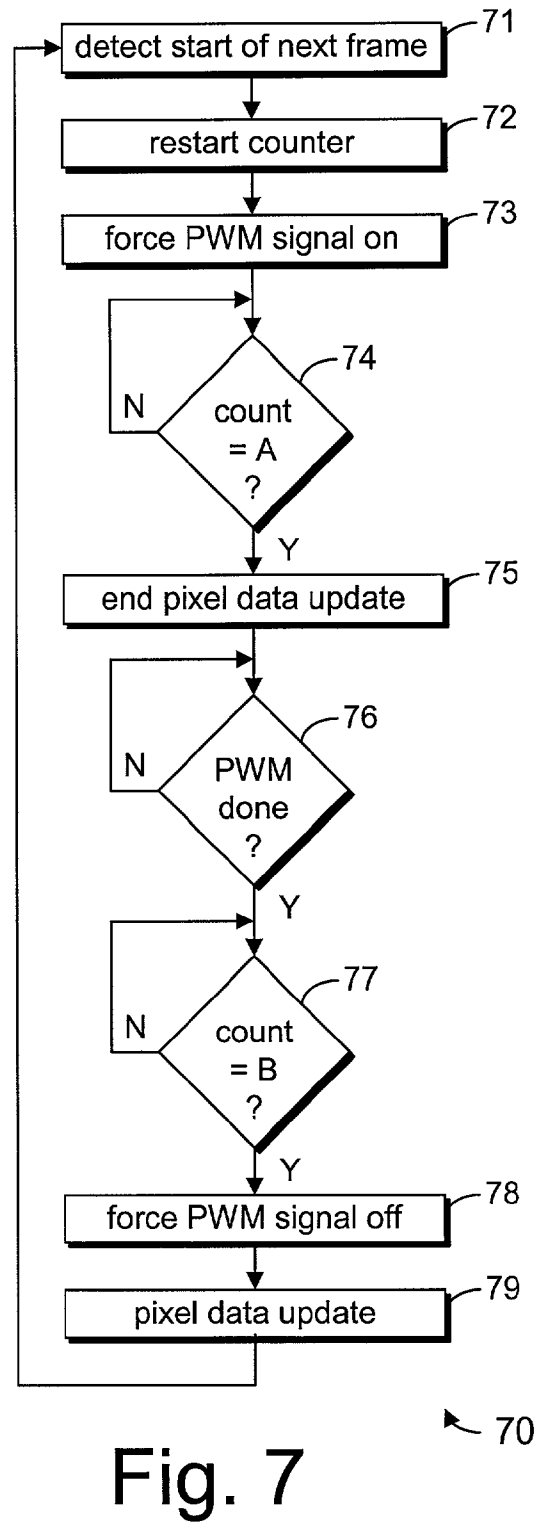 detect start of next frame
71
restart counter
72
force PWM signal on
73
74
N
count
= A
?
Y
end pixel data update
75
76
N
PWM
done
?
Y
77
N
count
= B
?
Y
force PWM signal off
78
pixel data update
79
70
Fig. 7